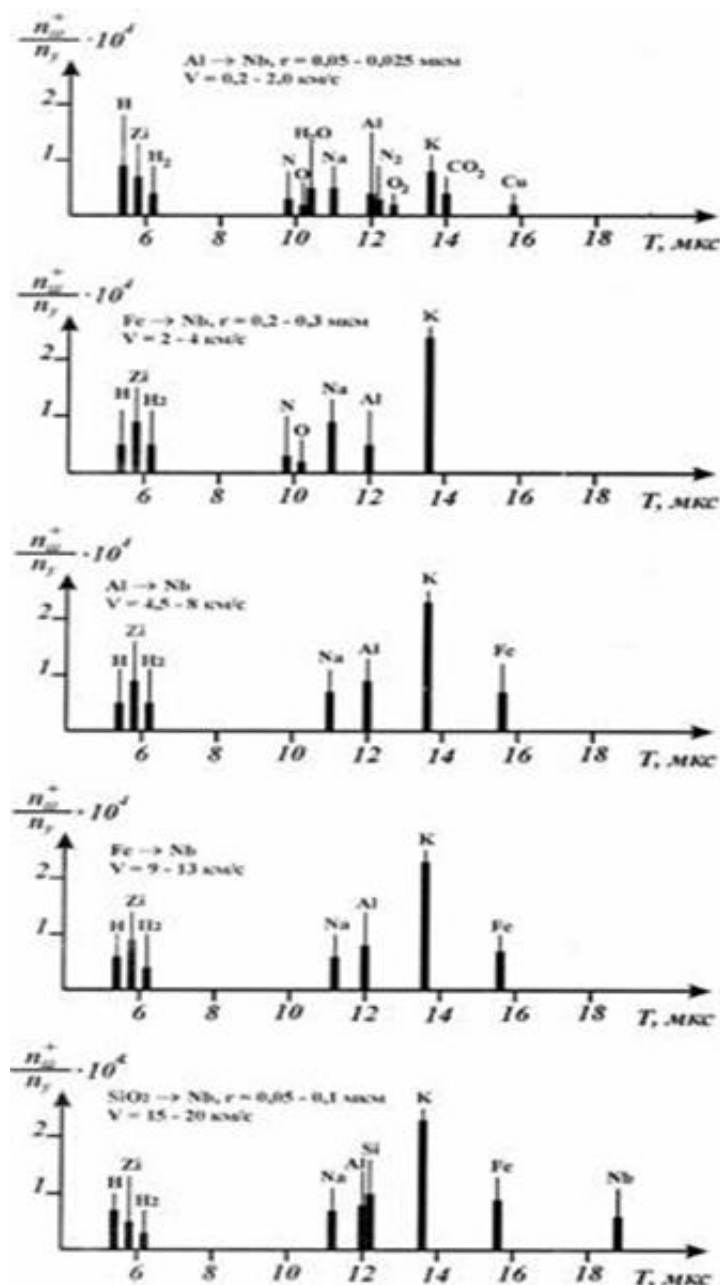 n⁺
n_y · 10⁴
Al → Nb, r = 0,05 - 0,025 мкм
V = 0,2 - 2,0 км/с
2
1
H Zi H₂ N O H₂O Na Al N₂ O₂ K CO₂ Cu
6 8 10 12 14 16 18 T, мкс
n⁺
n_y · 10⁴
Fe → Nb, r = 0,2 - 0,3 мкм
V = 2 - 4 км/с
2
1
H Zi H₂ N O Na Al K
6 8 10 12 14 16 18 T, мкс
n⁺
n_y · 10⁴
Al → Nb
V = 4,5 - 8 км/с
2
1
H Zi H₂ Na Al K Fe
6 8 10 12 14 16 18 T, мкс
n⁺
n_y · 10⁴
Fe → Nb
V = 9 - 13 км/с
2
1
H Zi H₂ Na Al K Fe
6 8 10 12 14 16 18 T, мкс
n⁺
n_y · 10⁴
SiO₂ → Nb, r = 0,05 - 0,1 мкм
V = 15 - 20 км/с
2
1
H Zi H₂ Na Al Si K Fe Nb
6 8 10 12 14 16 18 T, мкс